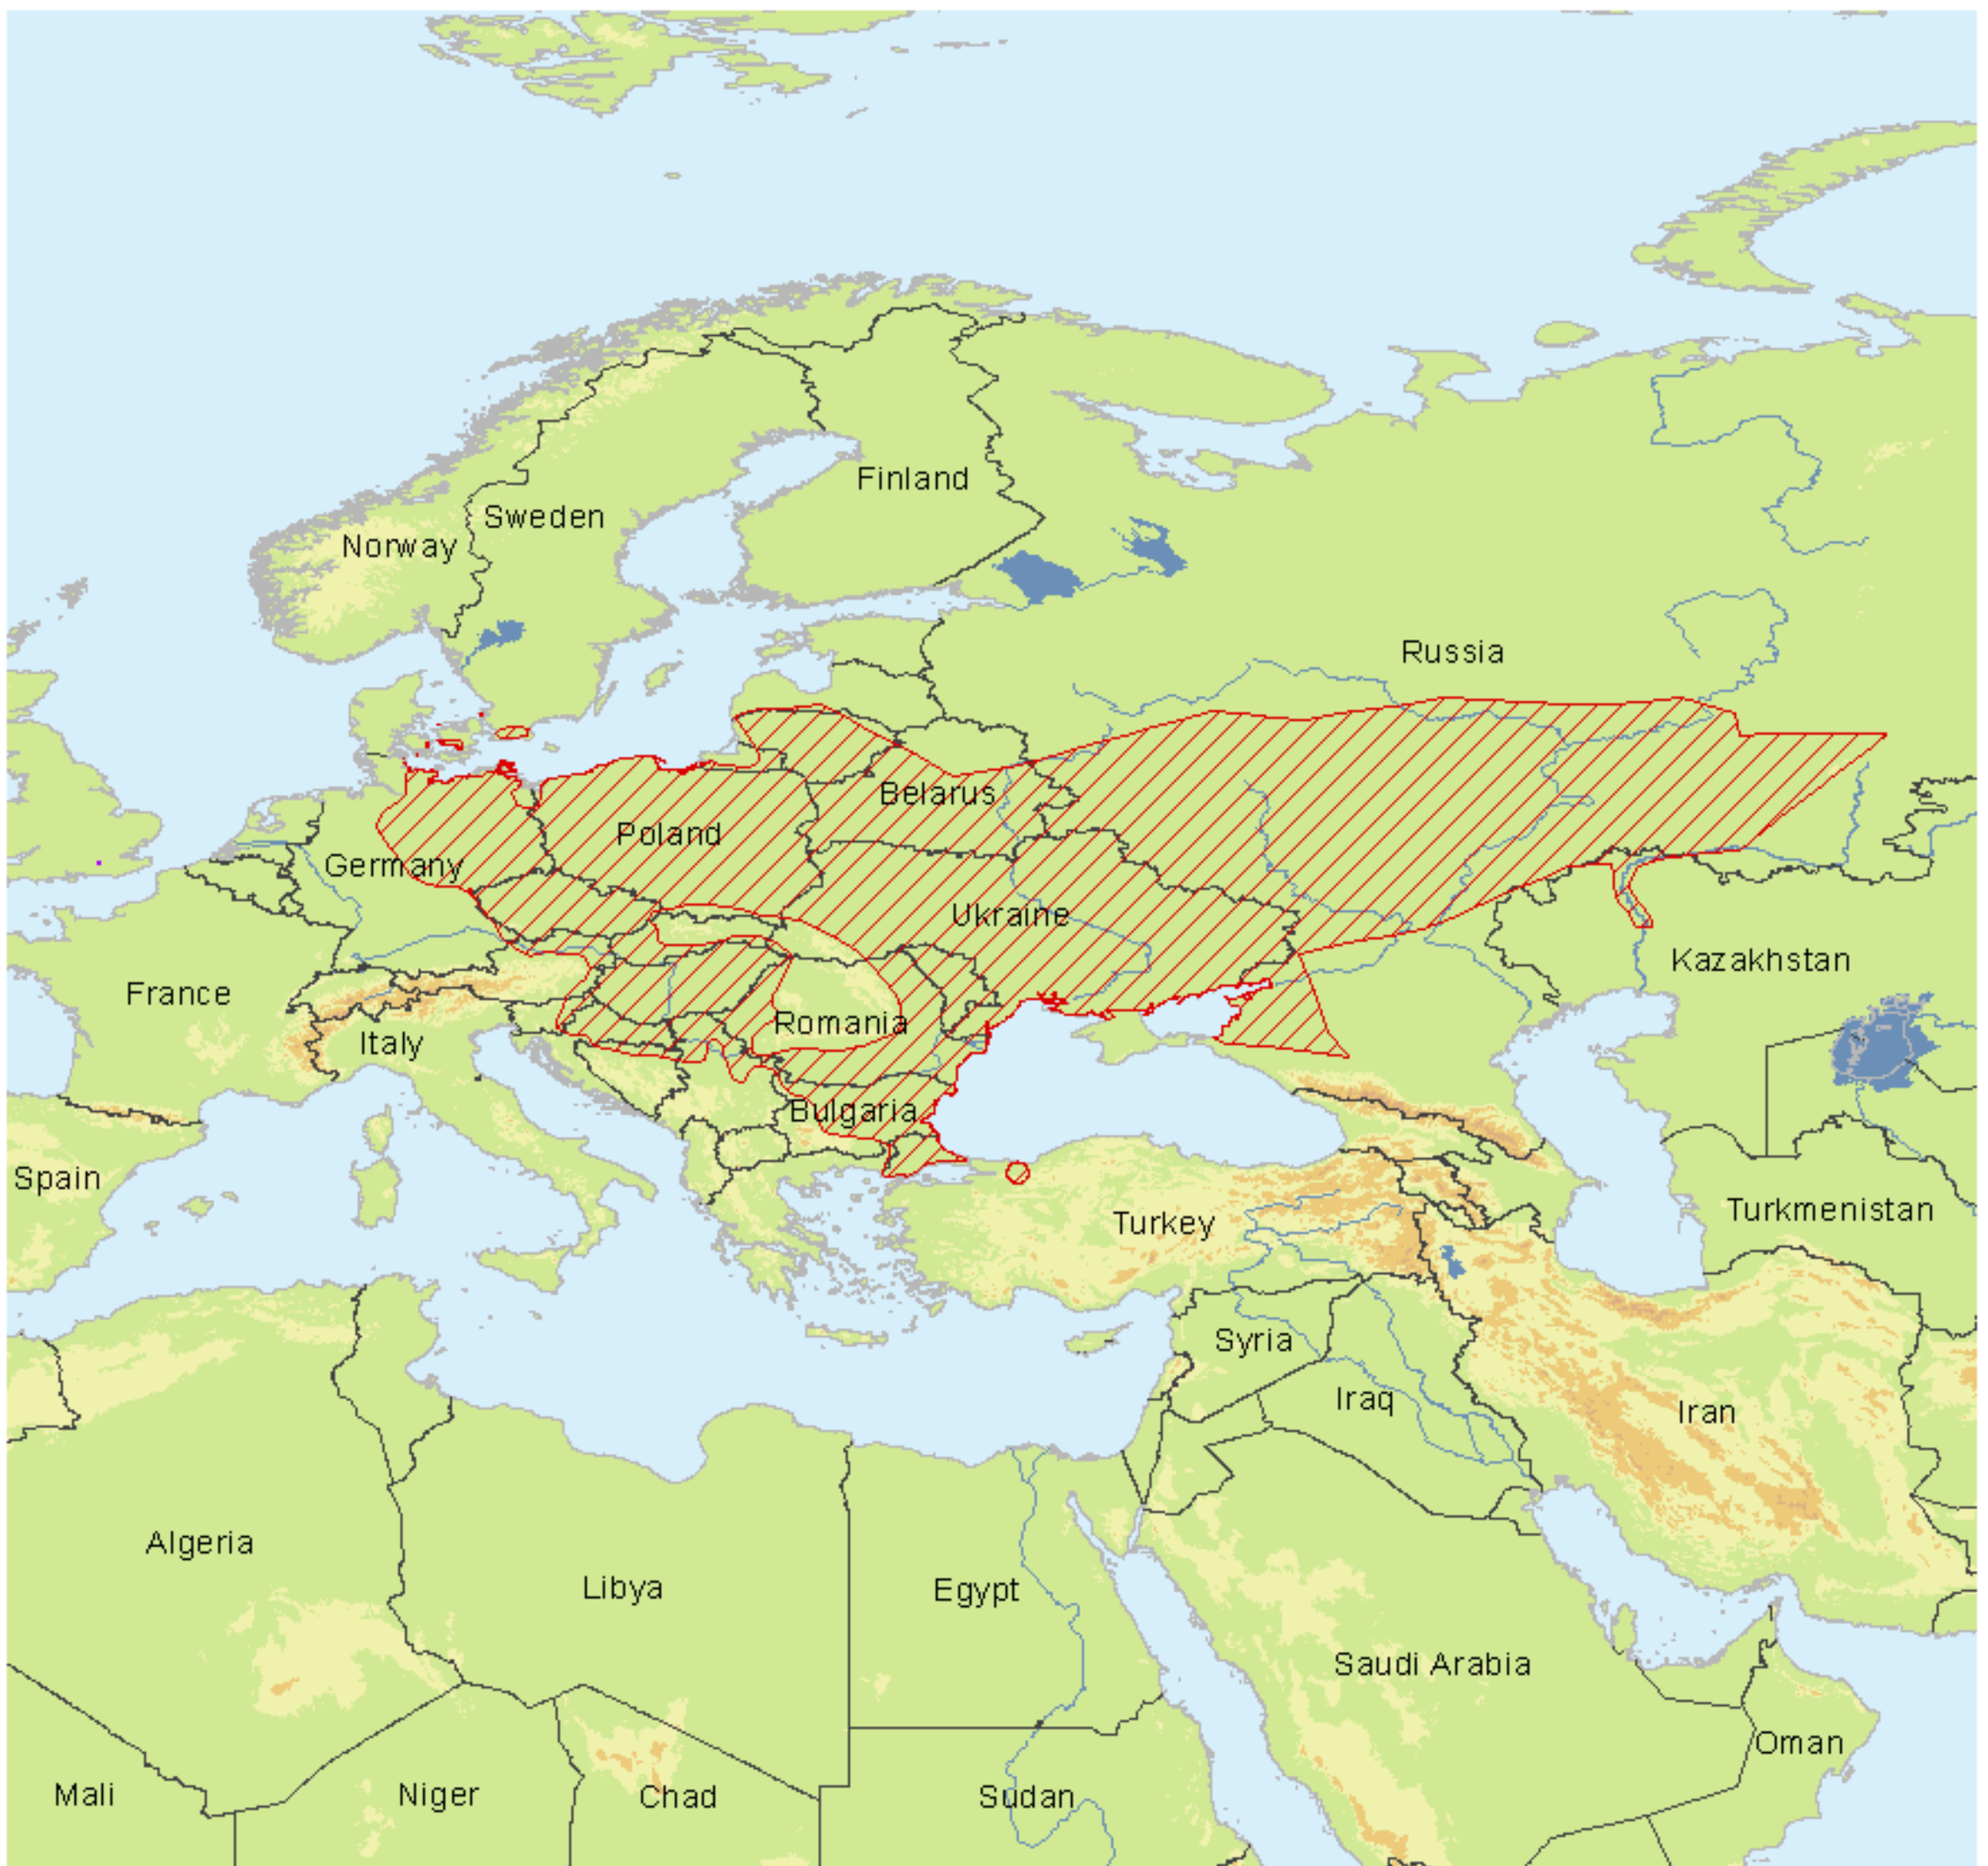 Finland
Sweden
Norway
Russia
Belarus
Poland
Germany
Ukraine
Kazakhstan
France
Romania
Italy
Bulgaria
Spain
Turkmenistan
Turkey
Syria
Iraq
Iran
Algeria
Libya
Egypt
Saudi Arabia
Oman
Mali
Niger
Chad
Sudan